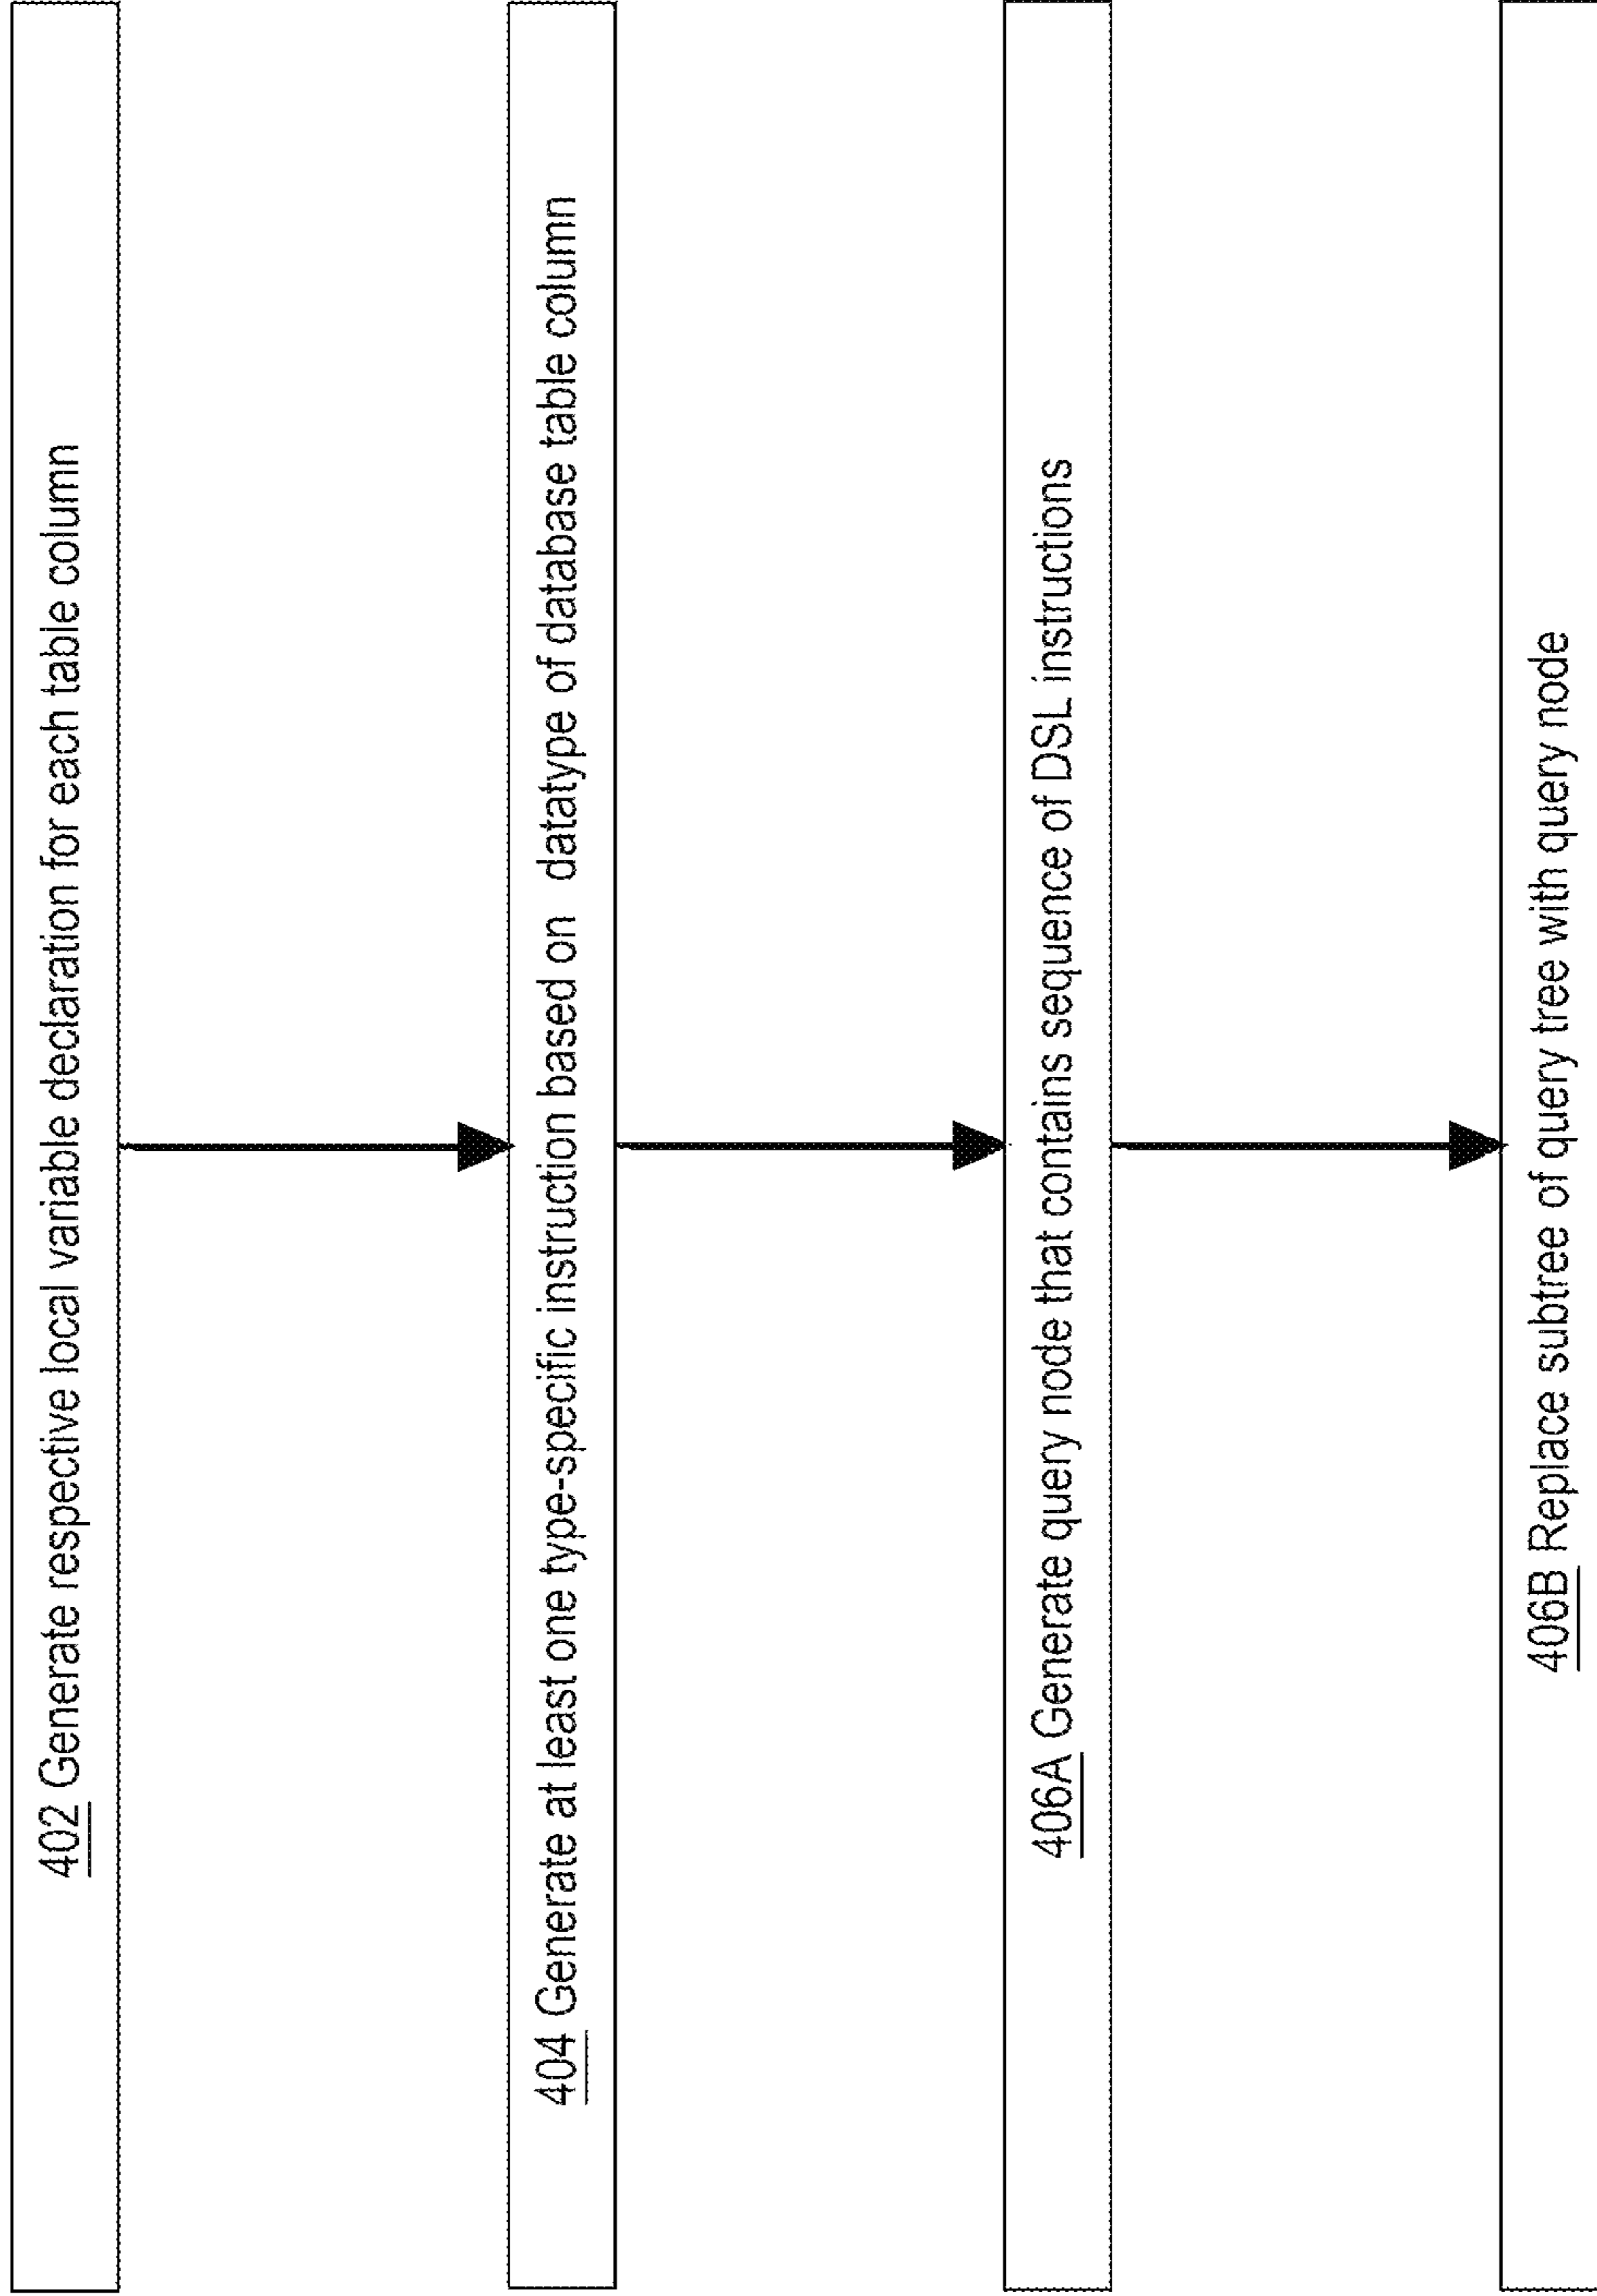 402 Generate respective local variable declaration for each table column
404 Generate at least one type-specific instruction based on datatype of database table column
406A Generate query node that contains sequence of DSL instructions
406B Replace subtree of query tree with query node